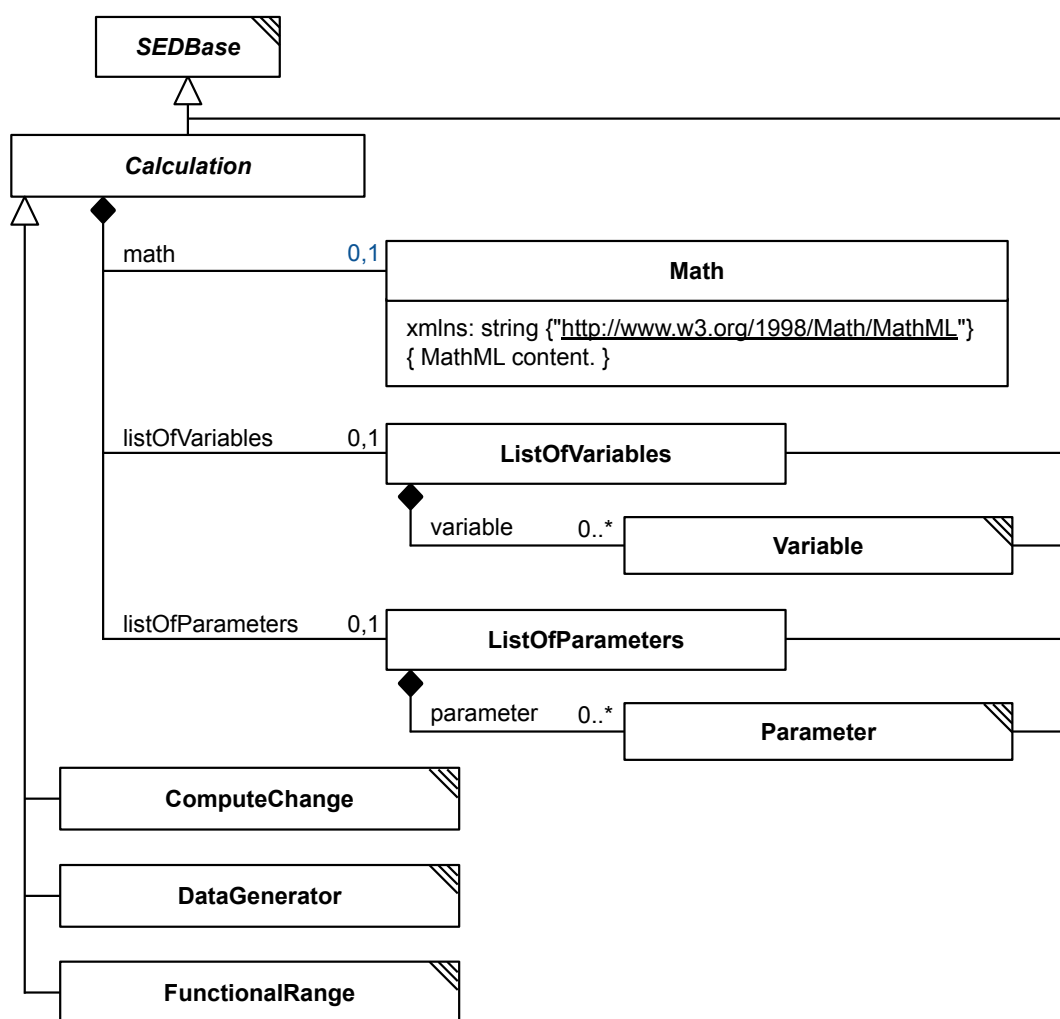 SEDBase
Calculation
math 0,1
Math
xmlns: string {"http://www.w3.org/1998/Math/MathML"}
{ MathML content. }
listOfVariables 0,1
ListOfVariables
variable 0..*
Variable
listOfParameters 0,1
ListOfParameters
parameter 0..*
Parameter
ComputeChange
DataGenerator
FunctionalRange